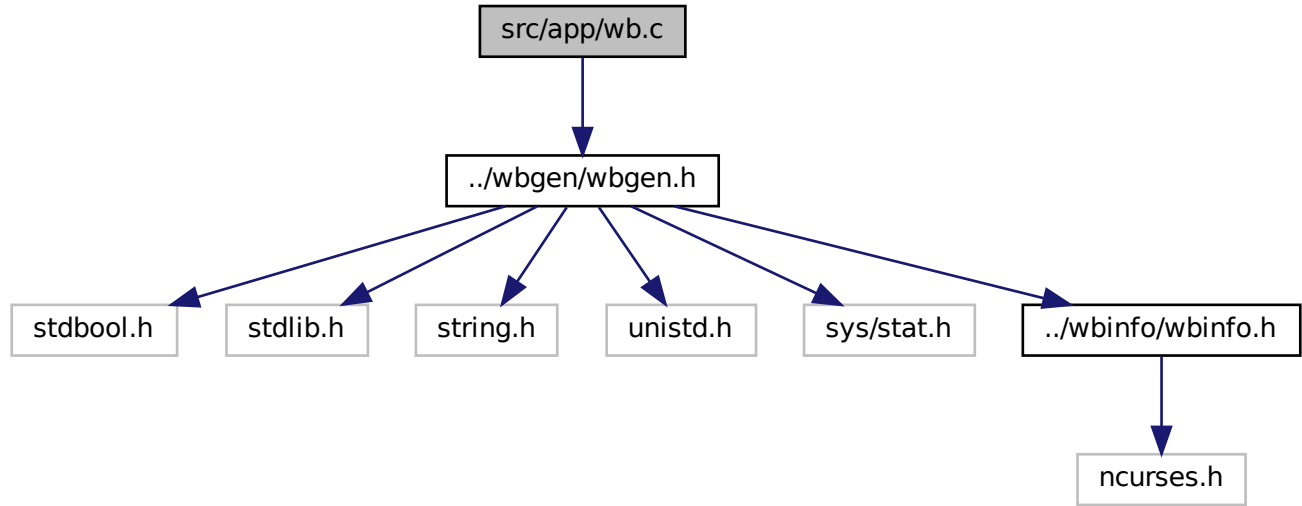 src/app/wb.c
../wbgen/wbgen.h
stdbool.h
stdlib.h
string.h
unistd.h
sys/stat.h
../wbinfo/wbinfo.h
ncurses.h